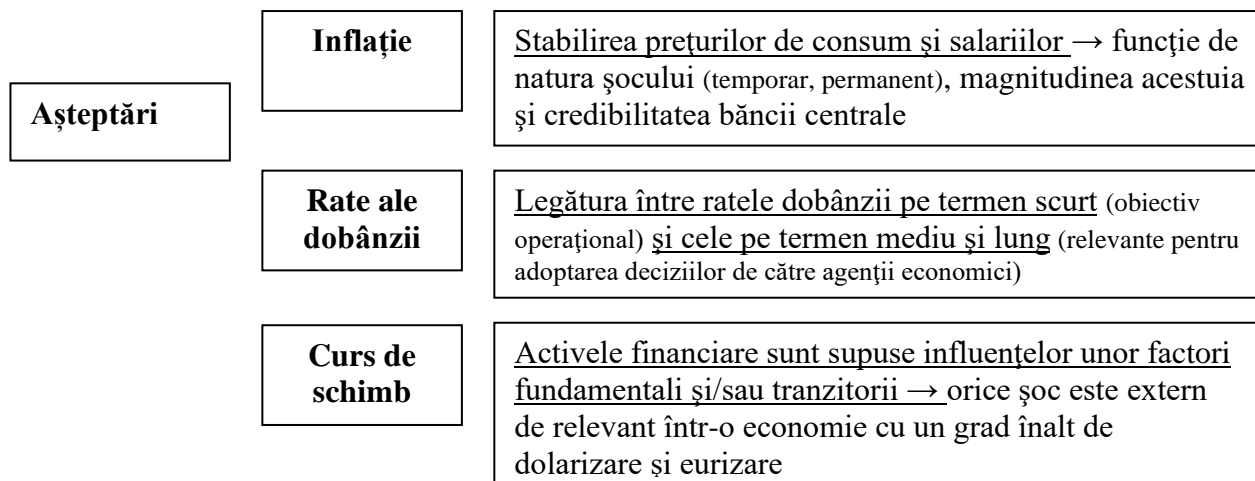 Așteptări
Inflație
Stabilirea preţurilor de consum şi salariilor → funcţie de
natura şocului (temporar, permanent), magnitudinea acestuia
şi credibilitatea băncii centrale
Rate ale
dobânzii
Legătura între ratele dobânzii pe termen scurt (obiectiv
operaţional) şi cele pe termen mediu şi lung (relevante pentru
adoptarea deciziilor de către agenţii economici)
Curs de
schimb
Activele financiare sunt supuse influenţelor unor factori
fundamentali şi/sau tranzitorii → orice şoc este extern
de relevant într-o economie cu un grad înalt de
dolarizare și eurizare